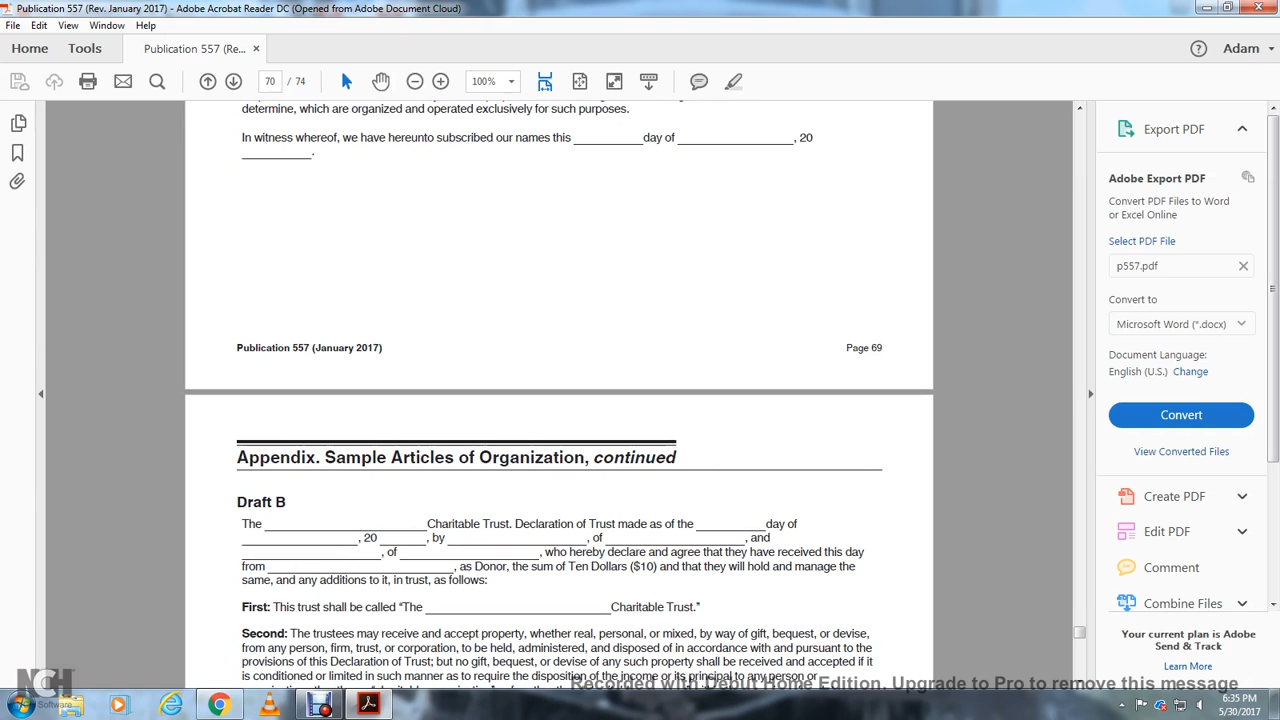 Publication 557 (Rev. January 2017) - Adobe Acrobat Reader DC (Opened from Adobe Document Cloud)
File Edit View Window Help
Home Tools Publication 557 (Re... × Adam
70 / 74 100%
determine, which are organized and operated exclusively for such purposes.
In witness whereof, we have hereunto subscribed our names this ___________day of __________________, 20
___________.
Publication 557 (January 2017) Page 69
Appendix. Sample Articles of Organization, continued
Draft B
The __________________________Charitable Trust. Declaration of Trust made as of the ___________day of
__________________, 20 _______, by ______________________, of ______________________, and
______________________, of ______________________, who hereby declare and agree that they have received this day
from _____________________________, as Donor, the sum of Ten Dollars ($10) and that they will hold and manage the
same, and any additions to it, in trust, as follows:
First: This trust shall be called “The _____________________________Charitable Trust.”
Second: The trustees may receive and accept property, whether real, personal, or mixed, by way of gift, bequest, or devise,
from any person, firm, trust, or corporation, to be held, administered, and disposed of in accordance with and pursuant to the
provisions of this Declaration of Trust; but no gift, bequest, or devise of any such property shall be received and accepted if it
is conditioned or limited in such manner as to require the disposition of the income or its principal to any person or
Export PDF
Adobe Export PDF
Convert PDF Files to Word
or Excel Online
Select PDF File
p557.pdf
Convert to
Microsoft Word (*.docx)
Document Language:
English (U.S.) Change
Convert
View Converted Files
Create PDF
Edit PDF
Comment
Combine Files
Your current plan is Adobe
Send & Track
Learn More
Recorded with Debut Home Edition. Upgrade to Pro to remove this message
NCH
Software
6:35 PM
5/30/2017